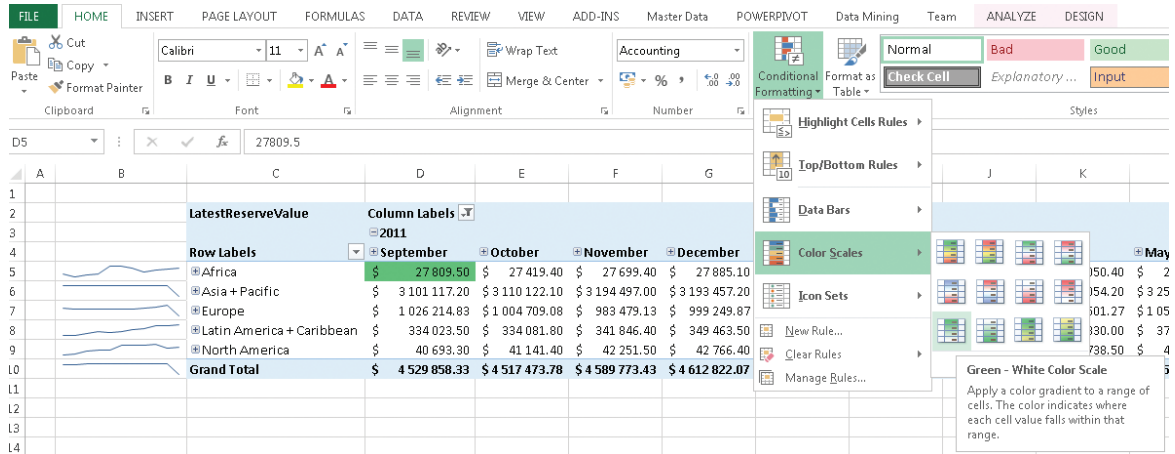 FILE HOME INSERT PAGE LAYOUT FORMULAS DATA REVIEW VIEW ADD-INS Master Data POWERPIVOT Data Mining Team ANALYZE DESIGN
Cut
Copy
Format Painter
Paste
Clipboard
Calibri 11
B I U
Font
Wrap Text
Merge & Center
Alignment
Accounting
% ,
Number
Conditional Formatting
Format as Table
Normal Bad Good
Check Cell Explanatory ... Input
Styles
D5 fx 27809.5
A B C D E F G J K
1
2 LatestReserveValue Column Labels
3 2011
4 Row Labels September October November December May
5 Africa $ 27 809.50 $ 27 419.40 $ 27 699.40 $ 27 885.10
6 Asia + Pacific $ 3 101 117.20 $ 3 110 122.10 $ 3 194 497.00 $ 3 193 457.20
7 Europe $ 1 026 214.83 $ 1 004 709.08 $ 983 479.13 $ 999 249.87
8 Latin America + Caribbean $ 334 023.50 $ 334 081.80 $ 341 846.40 $ 349 463.50
9 North America $ 40 693.30 $ 41 141.40 $ 42 251.50 $ 42 766.40
10 Grand Total $ 4 529 858.33 $ 4 517 473.78 $ 4 589 773.43 $ 4 612 822.07
11
12
13
14
Highlight Cells Rules
Top/Bottom Rules
Data Bars
Color Scales
Icon Sets
New Rule...
Clear Rules
Manage Rules...
Green - White Color Scale
Apply a color gradient to a range of
cells. The color indicates where
each cell value falls within that
range.